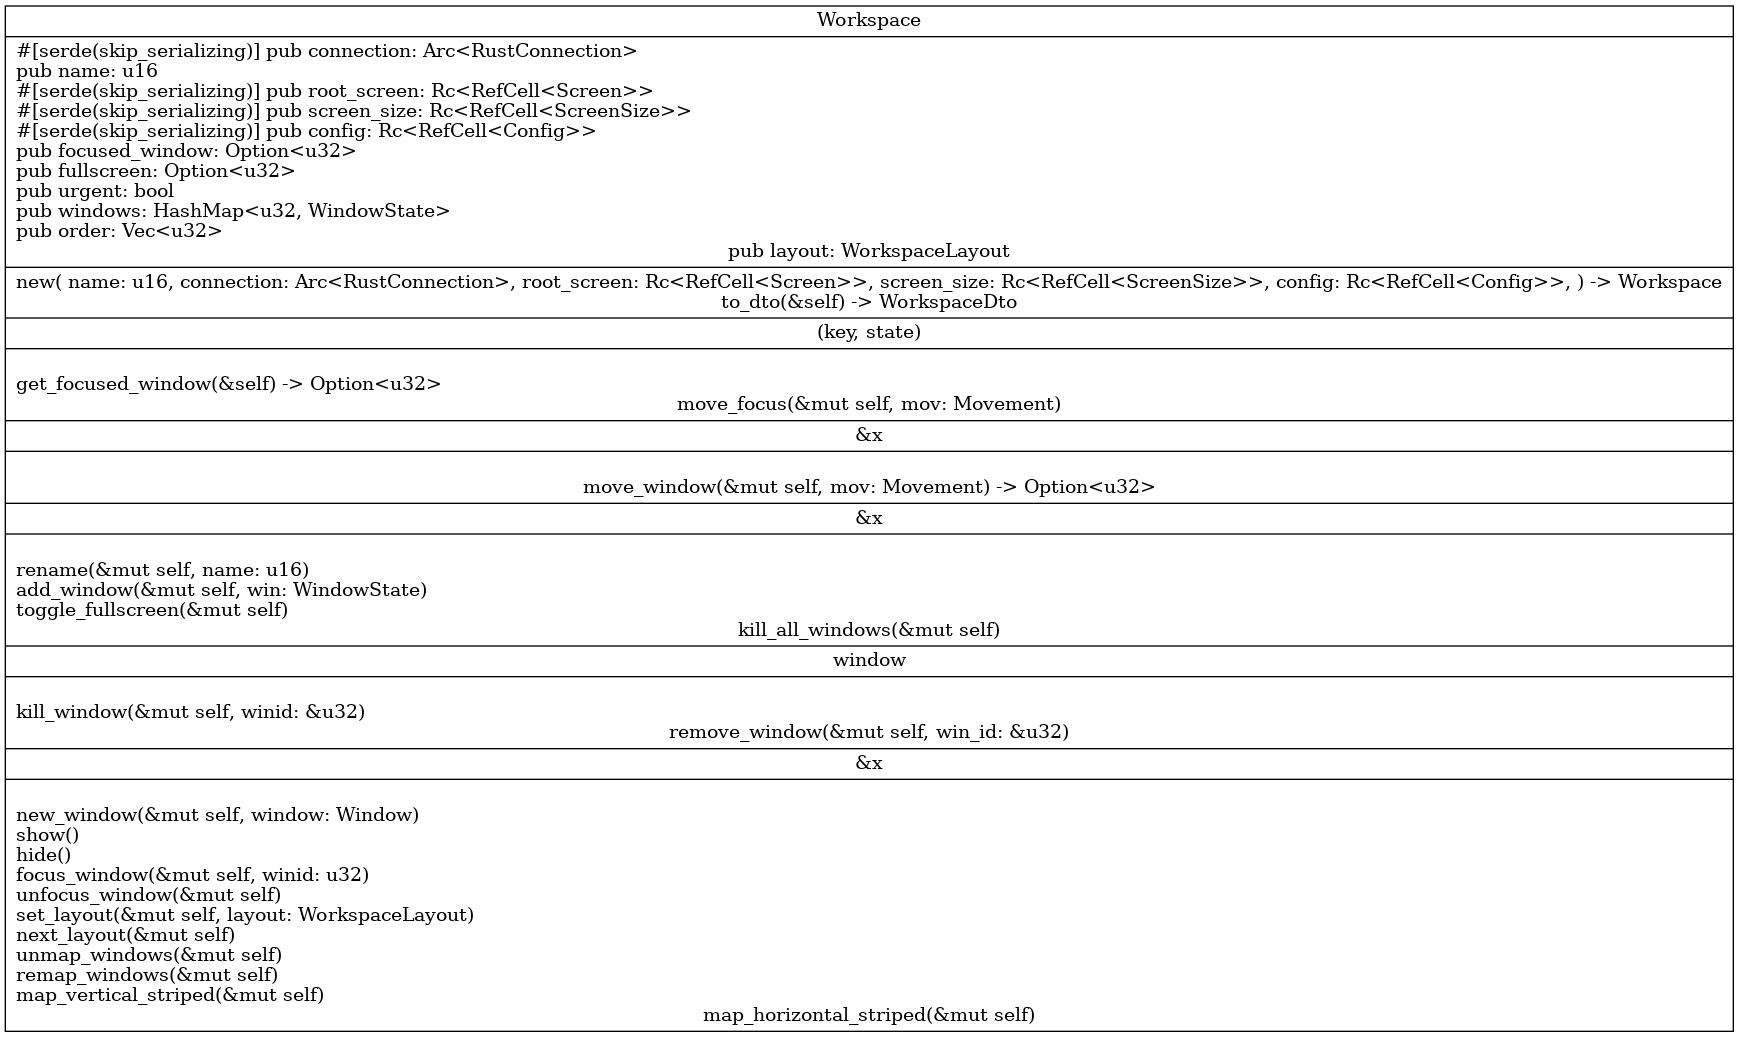 Workspace
#[serde(skip_serializing)] pub connection: Arc<RustConnection>
pub name: u16
#[serde(skip_serializing)] pub root_screen: Rc<RefCell<Screen>>
#[serde(skip_serializing)] pub screen_size: Rc<RefCell<ScreenSize>>
#[serde(skip_serializing)] pub config: Rc<RefCell<Config>>
pub focused_window: Option<u32>
pub fullscreen: Option<u32>
pub urgent: bool
pub windows: HashMap<u32, WindowState>
pub order: Vec<u32>
pub layout: WorkspaceLayout
new( name: u16, connection: Arc<RustConnection>, root_screen: Rc<RefCell<Screen>>, screen_size: Rc<RefCell<ScreenSize>>, config: Rc<RefCell<Config>>, ) -> Workspace
to_dto(&self) -> WorkspaceDto
(key, state)
get_focused_window(&self) -> Option<u32>
move_focus(&mut self, mov: Movement)
&x
move_window(&mut self, mov: Movement) -> Option<u32>
&x
rename(&mut self, name: u16)
add_window(&mut self, win: WindowState)
toggle_fullscreen(&mut self)
kill_all_windows(&mut self)
window
kill_window(&mut self, winid: &u32)
remove_window(&mut self, win_id: &u32)
&x
new_window(&mut self, window: Window)
show()
hide()
focus_window(&mut self, winid: u32)
unfocus_window(&mut self)
set_layout(&mut self, layout: WorkspaceLayout)
next_layout(&mut self)
unmap_windows(&mut self)
remap_windows(&mut self)
map_vertical_striped(&mut self)
map_horizontal_striped(&mut self)